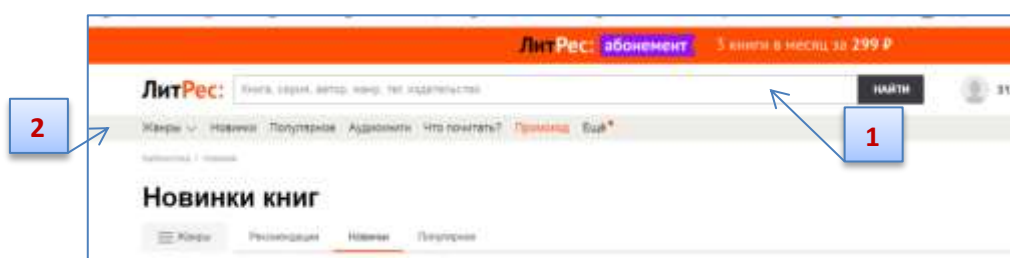 ЛитРес: абонемент 3 книги в месяц за 299 ₽
ЛитРес: Книга, серия, автор, жанр, тег, издательство НАЙТИ
2
Жанры Новинки Популярное Аудиокниги Что почитать? Промокод Ещё
1
Новинки книг
Жанры Рекомендации Новинки Популярное